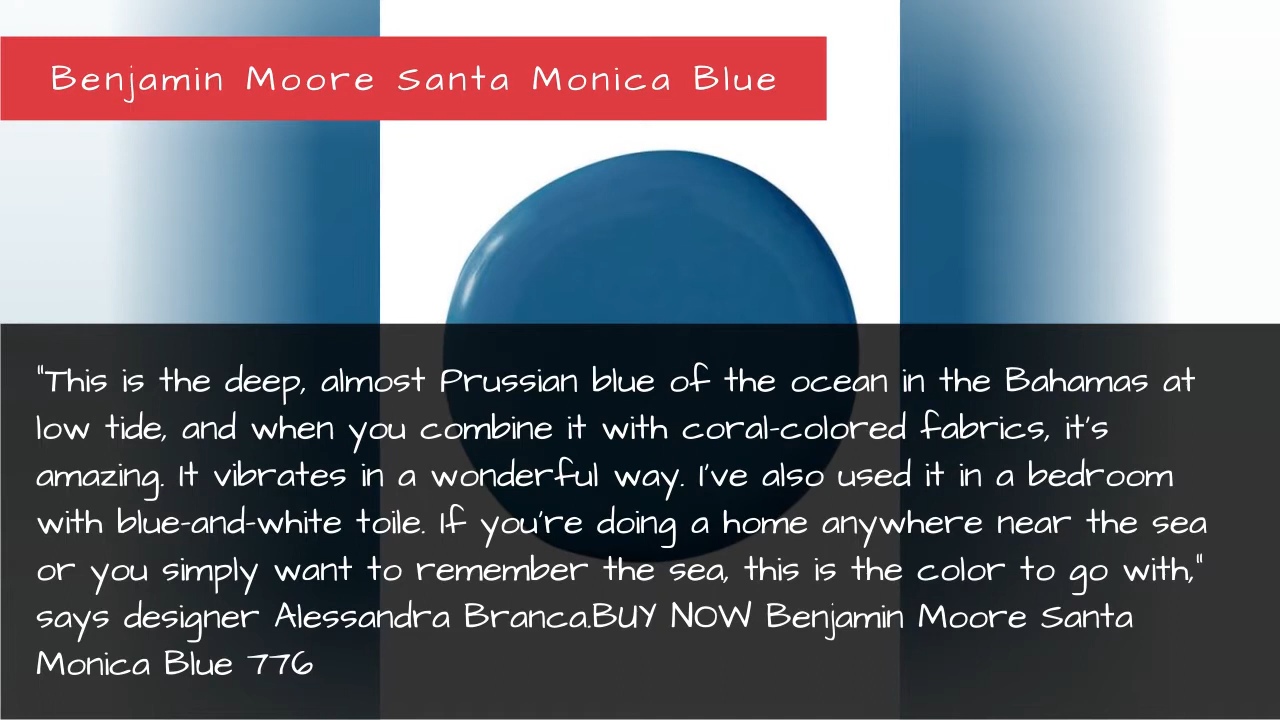 Benjamin Moore Santa Monica Blue
"This is the deep, almost Prussian blue of the ocean in the Bahamas at
low tide, and when you combine it with coral-colored fabrics, it's
amazing. It vibrates in a wonderful way. I've also used it in a bedroom
with blue-and-white toile. If you're doing a home anywhere near the sea
or you simply want to remember the sea, this is the color to go with,"
says designer Alessandra Branca.BUY NOW Benjamin Moore Santa
Monica Blue 776